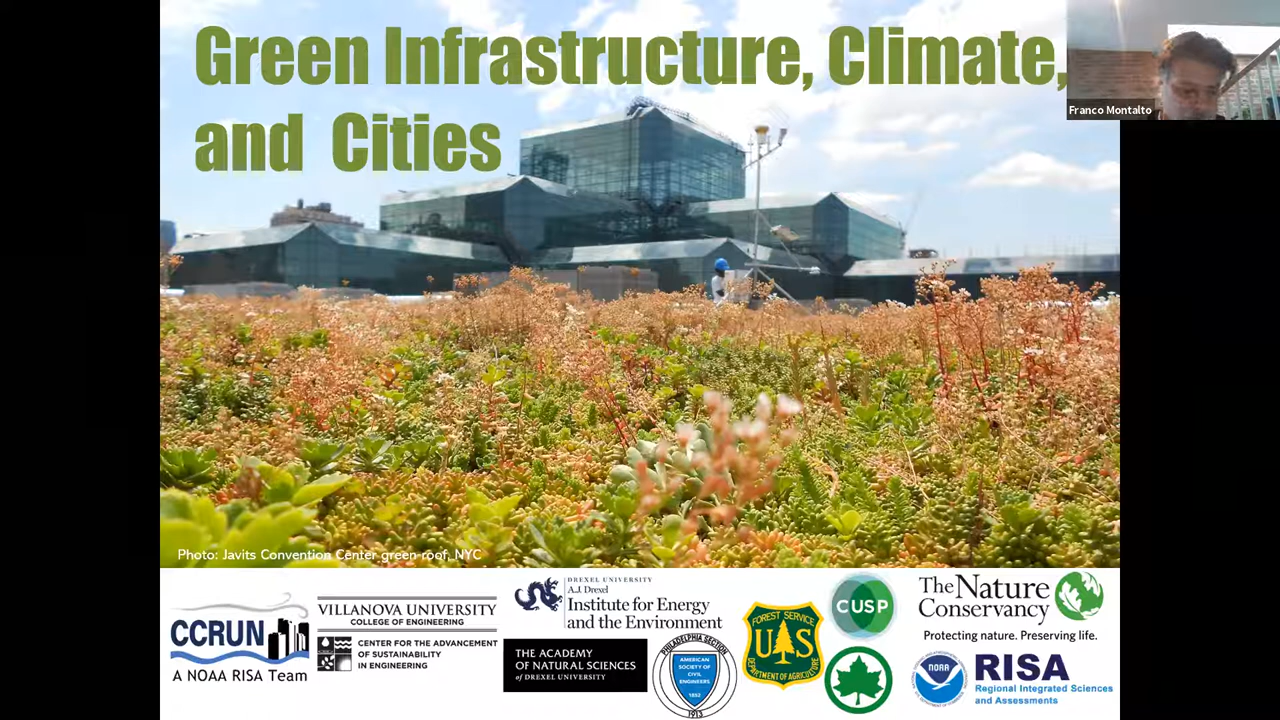 Green Infrastructure, Climate,
and Cities
Franco Montalto
Photo: Javits Convention Center green roof, NYC
CCRUN
A NOAA RISA Team
VILLANOVA UNIVERSITY
COLLEGE OF ENGINEERING
CENTER FOR THE ADVANCEMENT
OF SUSTAINABILITY
IN ENGINEERING
DREXEL UNIVERSITY
A.J. Drexel
Institute for Energy
and the Environment
THE ACADEMY
OF NATURAL SCIENCES
of DREXEL UNIVERSITY
PHILADELPHIA SECTION
AMERICAN
SOCIETY OF
CIVIL
ENGINEERS
1852
1913
FOREST SERVICE
U S
DEPARTMENT OF AGRICULTURE
CUSP
The Nature
Conservancy
Protecting nature. Preserving life.
NOAA
RISA
Regional Integrated Sciences
and Assessments